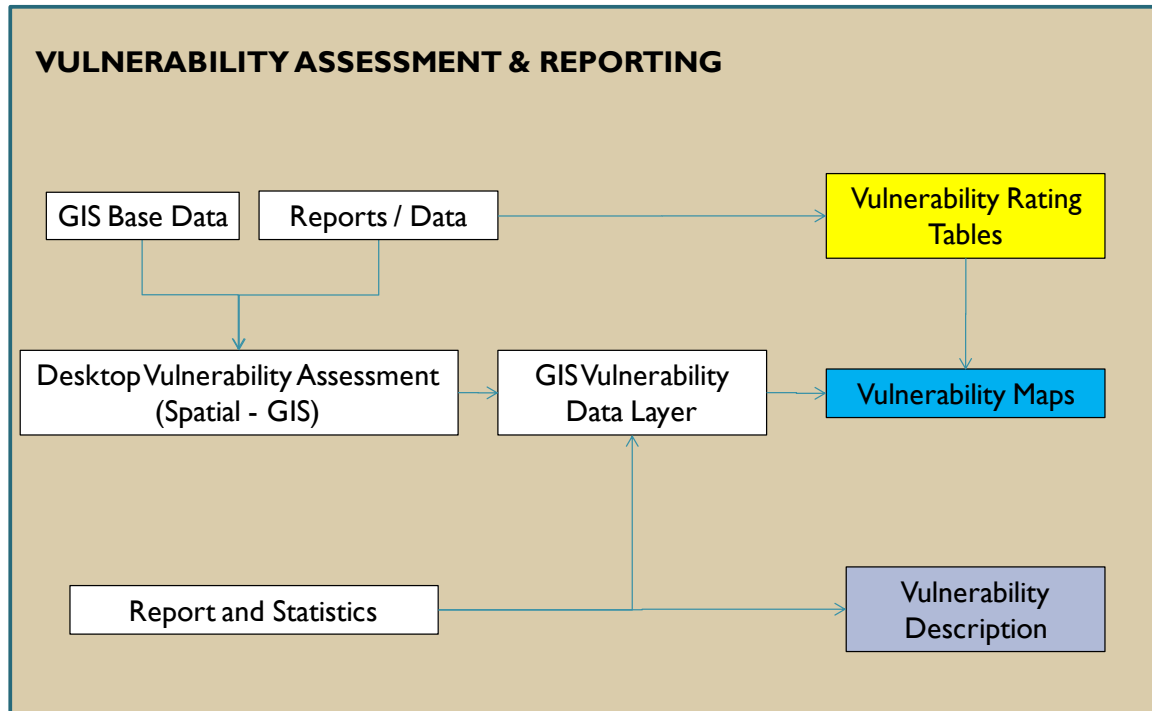 VULNERABILITY ASSESSMENT & REPORTING
GIS Base Data
Reports / Data
Vulnerability Rating
Tables
Desktop Vulnerability Assessment
(Spatial - GIS)
GIS Vulnerability
Data Layer
Vulnerability Maps
Report and Statistics
Vulnerability
Description